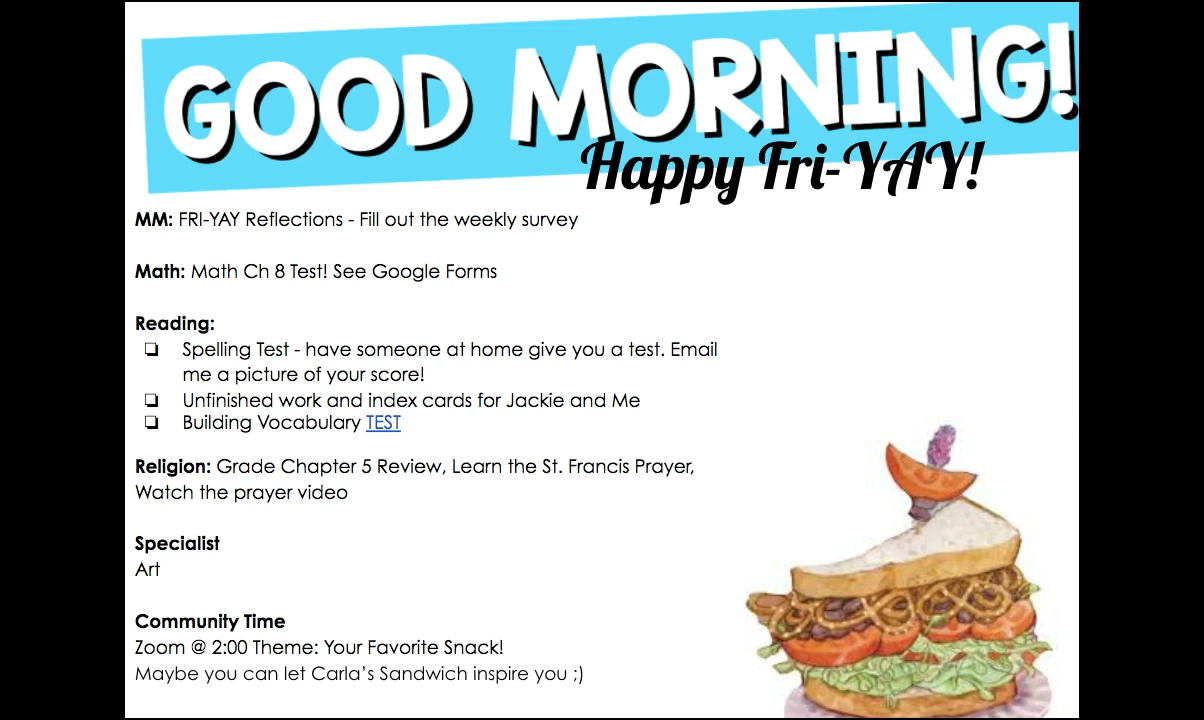 GOOD MORNING!
Happy Fri-YAY!
MM: FRI-YAY Reflections - Fill out the weekly survey
Math: Math Ch 8 Test! See Google Forms
Reading:
❏ Spelling Test - have someone at home give you a test. Email
me a picture of your score!
❏ Unfinished work and index cards for Jackie and Me
❏ Building Vocabulary TEST
Religion: Grade Chapter 5 Review, Learn the St. Francis Prayer,
Watch the prayer video
Specialist
Art
Community Time
Zoom @ 2:00 Theme: Your Favorite Snack!
Maybe you can let Carla's Sandwich inspire you ;)